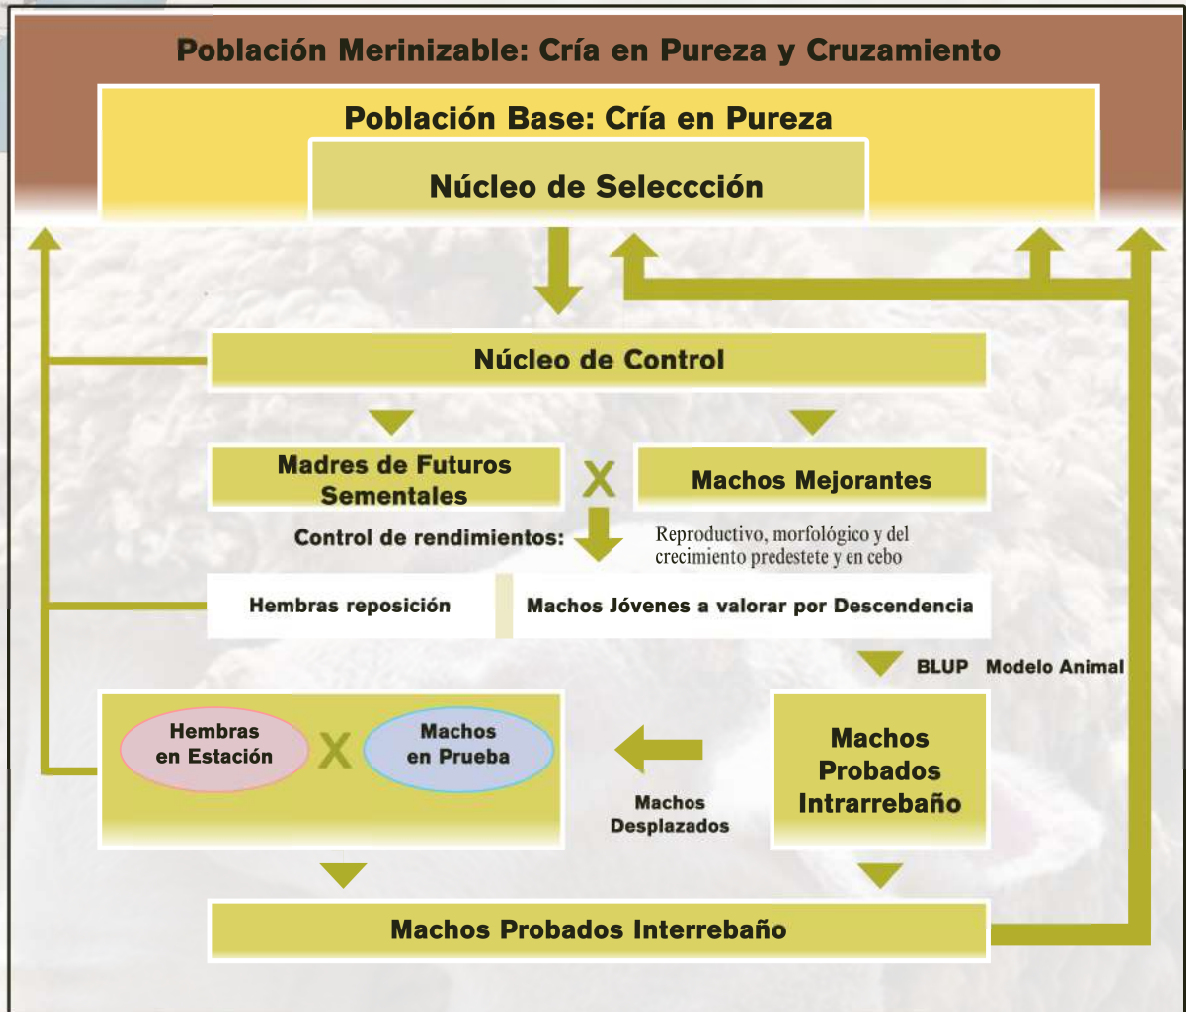 Población Merinizable: Cría en Pureza y Cruzamiento
Población Base: Cría en Pureza
Núcleo de Seleccción
Núcleo de Control
Madres de Futuros
Sementales
X
Machos Mejorantes
Control de rendimientos:
Reproductivo, morfológico y del
crecimiento predestete y en cebo
Hembras reposición
Machos Jóvenes a valorar por Descendencia
BLUP Modelo Animal
Hembras
en Estación
X
Machos
en Prueba
Machos
Desplazados
Machos
Probados
Intrarrebaño
Machos Probados Interrebaño